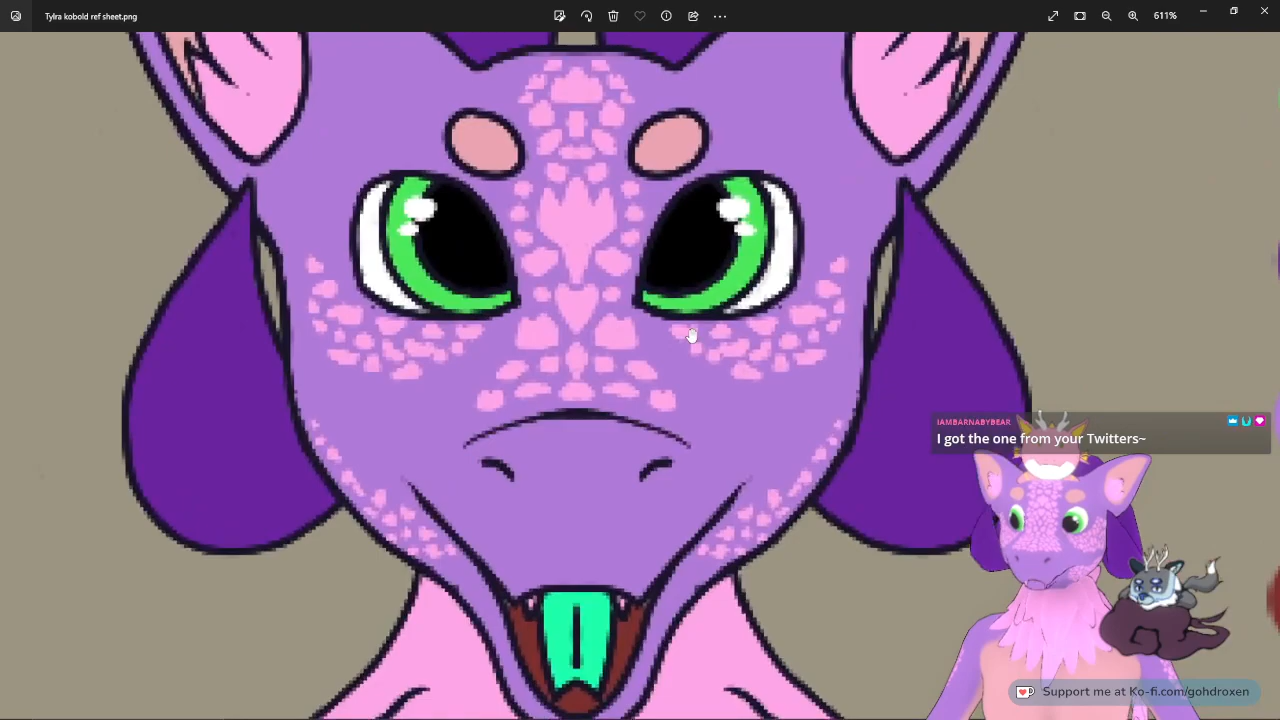 Tylra kobold ref sheet.png
611%
IAMBARNABYBEAR
I got the one from your Twitters~
Support me at Ko-fi.com/gohdroxen